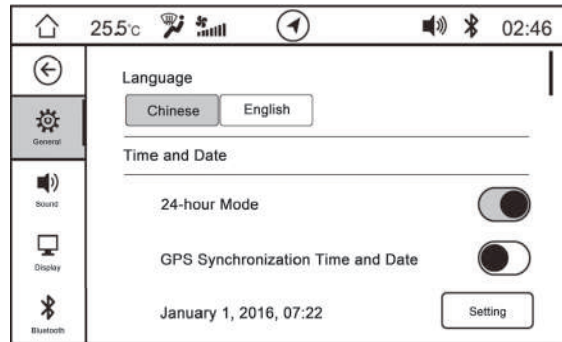 25.5°c 02:46
Language
Chinese English
General
Time and Date
Sound
24-hour Mode
Display
GPS Synchronization Time and Date
Bluetooth
January 1, 2016, 07:22 Setting